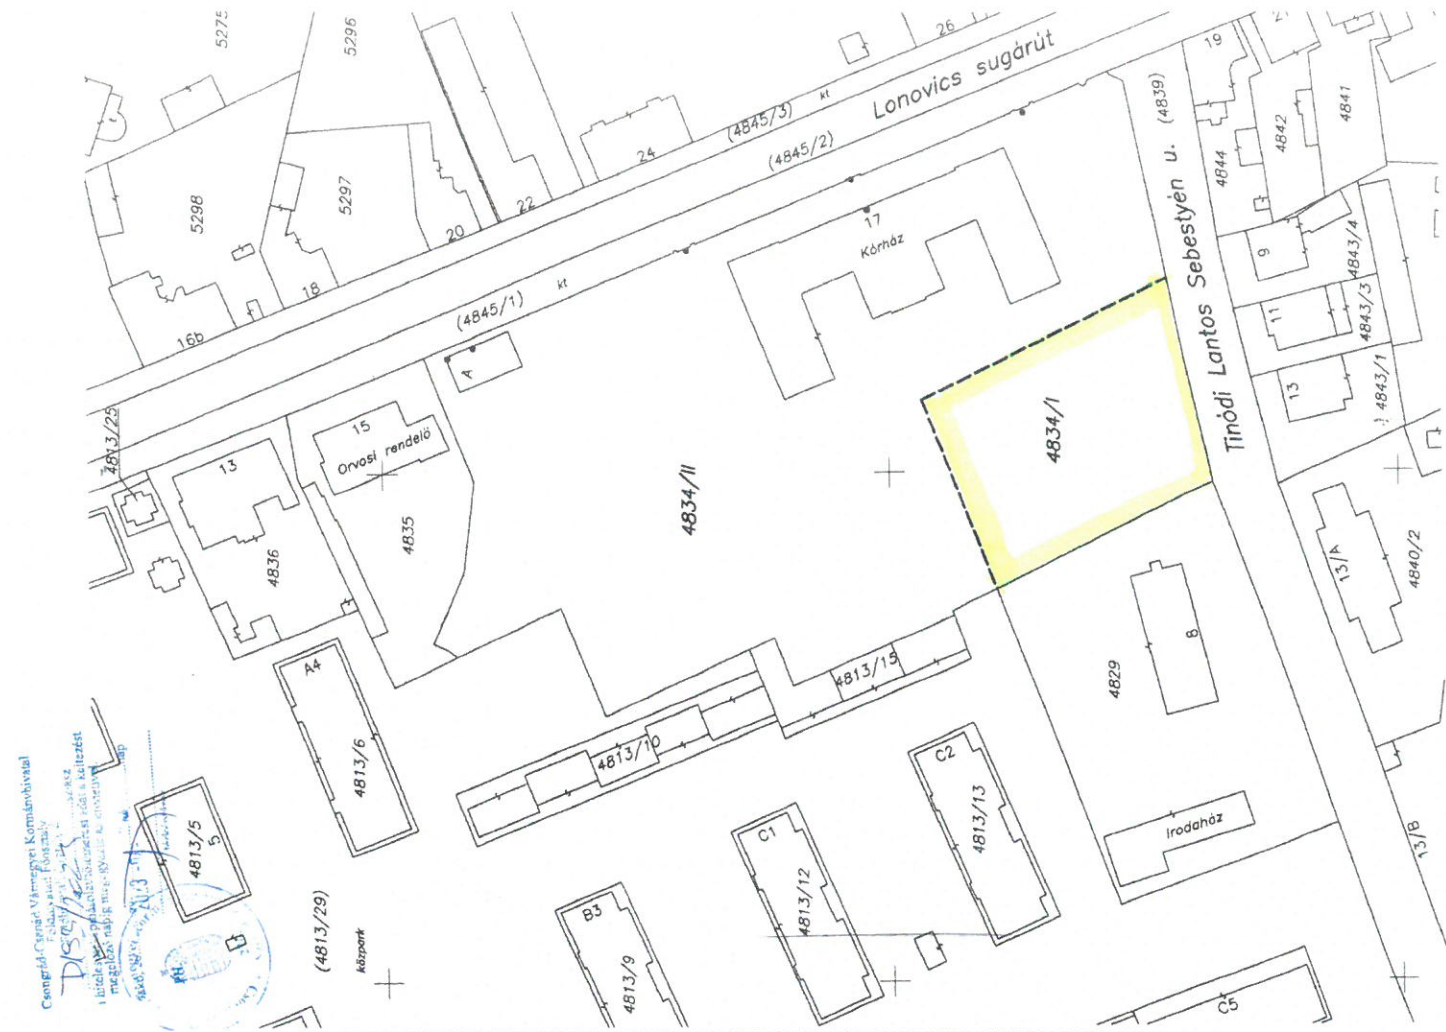 5275
5296
26
Lonovics sugárút
19
21
(4845/3)
kt
(4845/2)
24
4844
4842
4841
Tinódi Lantos Sebestyén u.
(4839)
5298
5297
20
22
17
Kórház
9
4843/4
18
16b
(4845/1)
kt
11
4843/3
A
13
4843/1
4813/25
13
15
Orvosi rendelő
4834/I
4834/II
4836
4835
13/A
4840/2
A4
4813/6
4813/15
4813/10
4829
8
C2
4813/13
4813/5
5
C1
4813/12
Irodaház
13/B
B3
4813/9
(4813/29)
közpark
C5
Csongrád-Csanád Vármegyei Kormányhivatal
P.H.